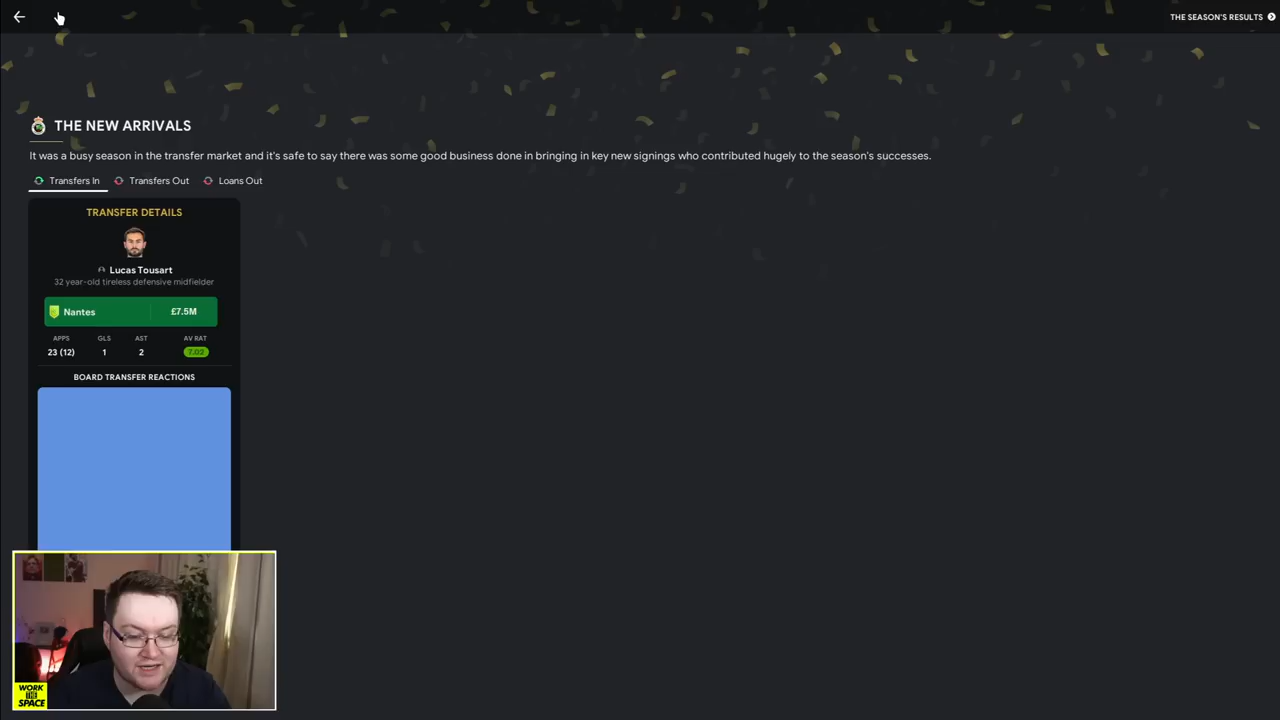 THE SEASON'S RESULTS
THE NEW ARRIVALS
It was a busy season in the transfer market and it's safe to say there was some good business done in bringing in key new signings who contributed hugely to the season's successes.
Transfers In
Transfers Out
Loans Out
TRANSFER DETAILS
Lucas Tousart
32 year-old tireless defensive midfielder
Nantes £7.5M
APPS GLS AST AV RAT
23 (12) 1 2 7.02
BOARD TRANSFER REACTIONS
WORK
THE
SPACE